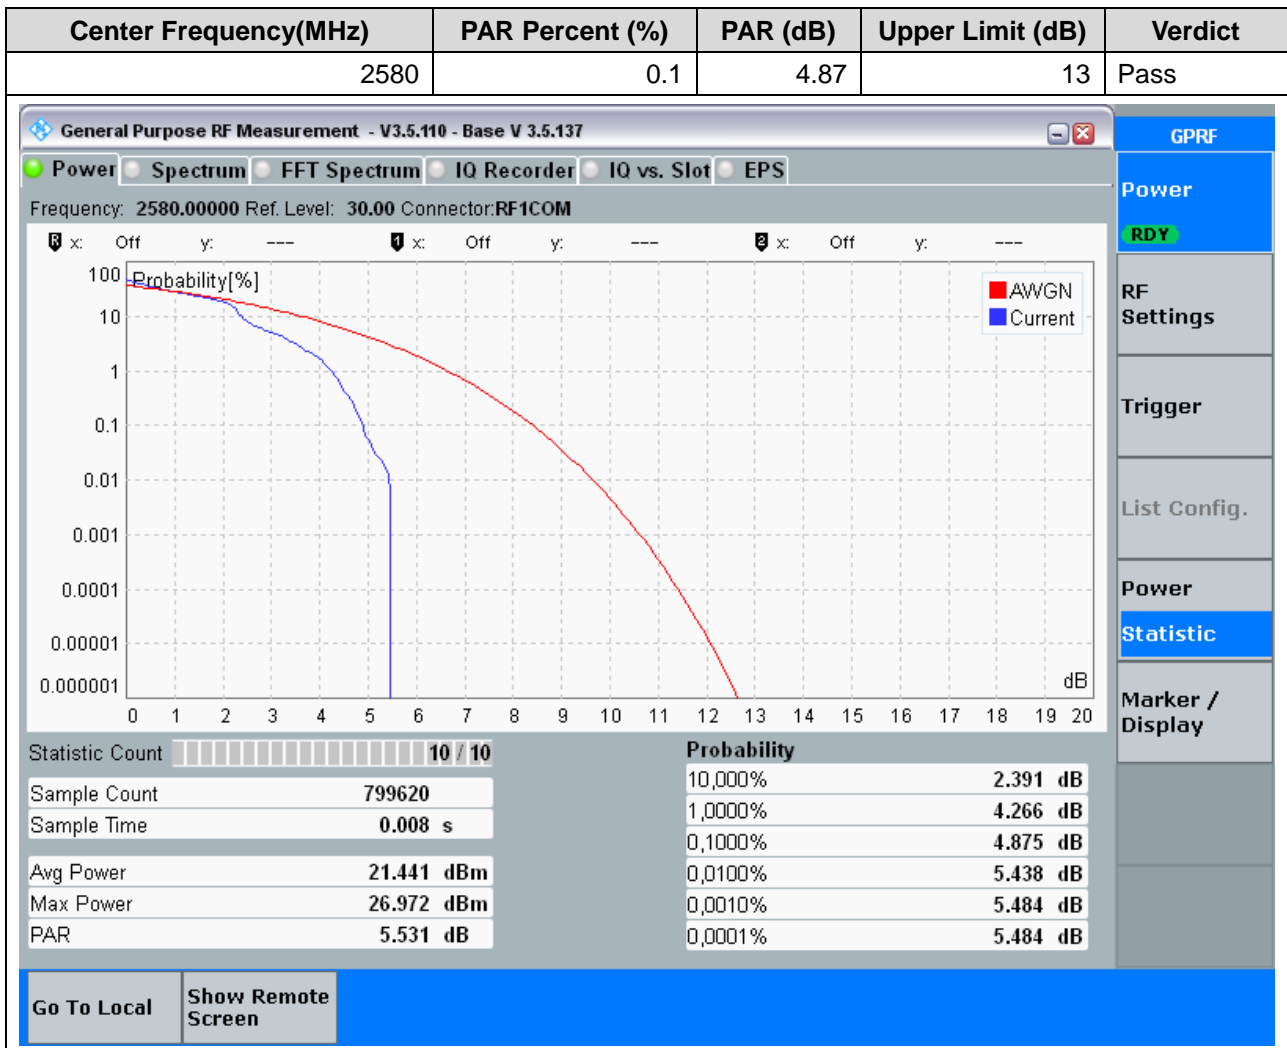 Center Frequency(MHz) PAR Percent (%) PAR (dB) Upper Limit (dB) Verdict
2580 0.1 4.87 13 Pass
General Purpose RF Measurement - V3.5.110 - Base V 3.5.137
GPRF
Power Spectrum FFT Spectrum IQ Recorder IQ vs. Slot EPS
Frequency: 2580.00000 Ref. Level: 30.00 Connector:RF1COM
Power
RDY
R x: Off y: --- 1 x: Off y: --- 2 x: Off y: ---
Probability[%]
AWGN
Current
100
10
1
0.1
0.01
0.001
0.0001
0.00001
0.000001
dB
0 1 2 3 4 5 6 7 8 9 10 11 12 13 14 15 16 17 18 19 20
RF
Settings
Trigger
List Config.
Power
Statistic
Marker /
Display
Statistic Count 10 / 10
Sample Count 799620
Sample Time 0.008 s
Avg Power 21.441 dBm
Max Power 26.972 dBm
PAR 5.531 dB
Probability
10,000% 2.391 dB
1,0000% 4.266 dB
0,1000% 4.875 dB
0,0100% 5.438 dB
0,0010% 5.484 dB
0,0001% 5.484 dB
Go To Local
Show Remote
Screen